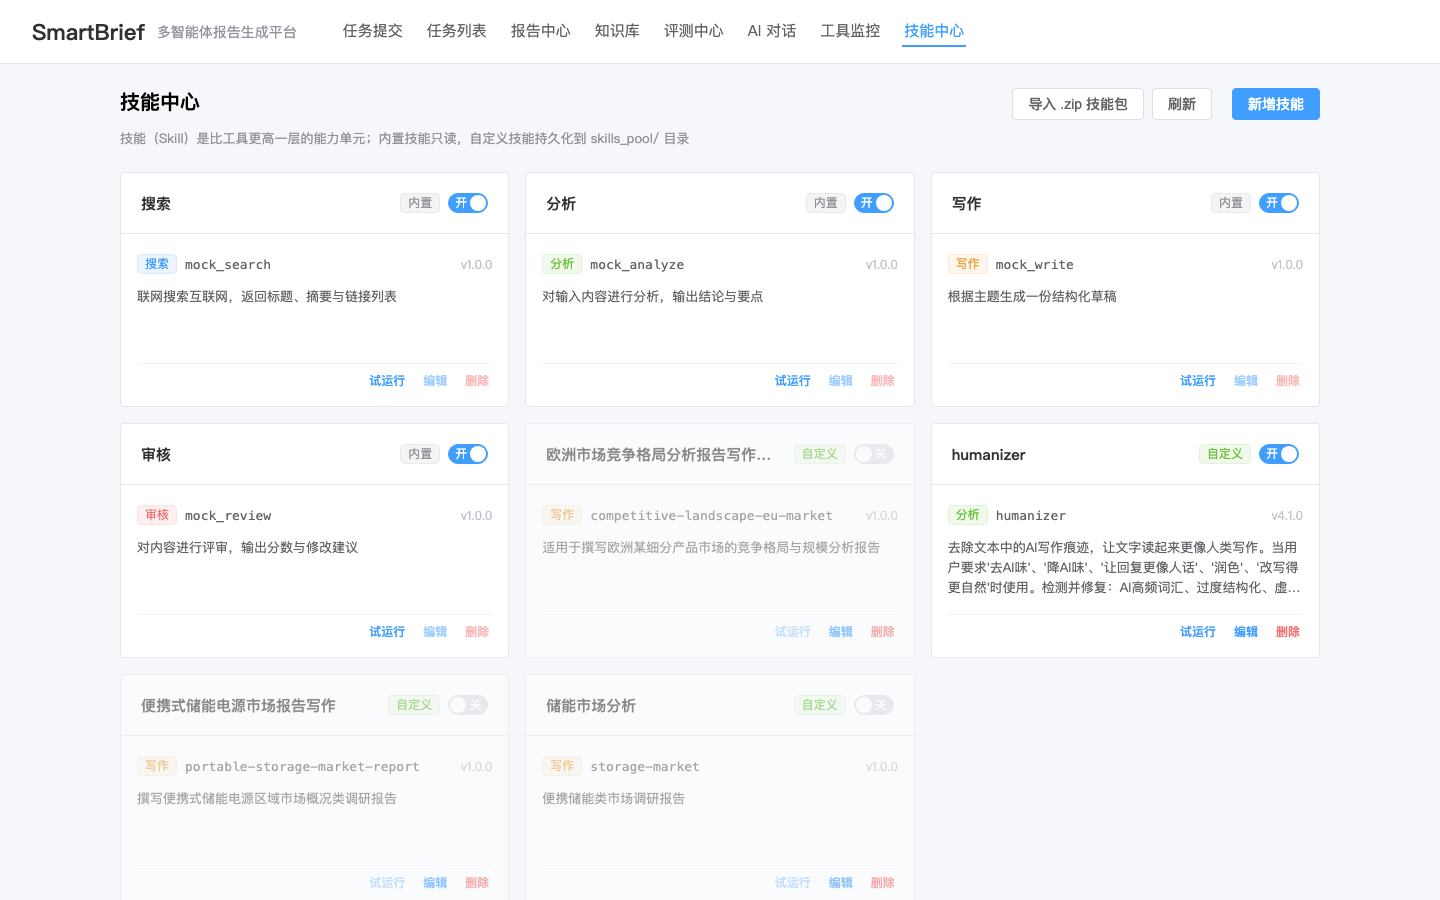 SmartBrief 多智能体报告生成平台 任务提交 任务列表 报告中心 知识库 评测中心 AI 对话 工具监控 技能中心
技能中心
导入 .zip 技能包 刷新 新增技能
技能（Skill）是比工具更高一层的能力单元；内置技能只读，自定义技能持久化到 skills_pool/ 目录
搜索 内置 开
搜索 mock_search v1.0.0
联网搜索互联网，返回标题、摘要与链接列表
试运行 编辑 删除
分析 内置 开
分析 mock_analyze v1.0.0
对输入内容进行分析，输出结论与要点
试运行 编辑 删除
写作 内置 开
写作 mock_write v1.0.0
根据主题生成一份结构化草稿
试运行 编辑 删除
审核 内置 开
审核 mock_review v1.0.0
对内容进行评审，输出分数与修改建议
试运行 编辑 删除
欧洲市场竞争格局分析报告写作... 自定义 关
写作 competitive-landscape-eu-market v1.0.0
适用于撰写欧洲某细分产品市场的竞争格局与规模分析报告
试运行 编辑 删除
humanizer 自定义 开
分析 humanizer v4.1.0
去除文本中的AI写作痕迹，让文字读起来更像人类写作。当用
户要求'去AI味'、'降AI味'、'让回复更像人话'、'润色'、'改写得
更自然'时使用。检测并修复：AI高频词汇、过度结构化、虚...
试运行 编辑 删除
便携式储能电源市场报告写作 自定义 关
写作 portable-storage-market-report v1.0.0
撰写便携式储能电源区域市场概况类调研报告
试运行 编辑 删除
储能市场分析 自定义 关
写作 storage-market v1.0.0
便携储能类市场调研报告
试运行 编辑 删除